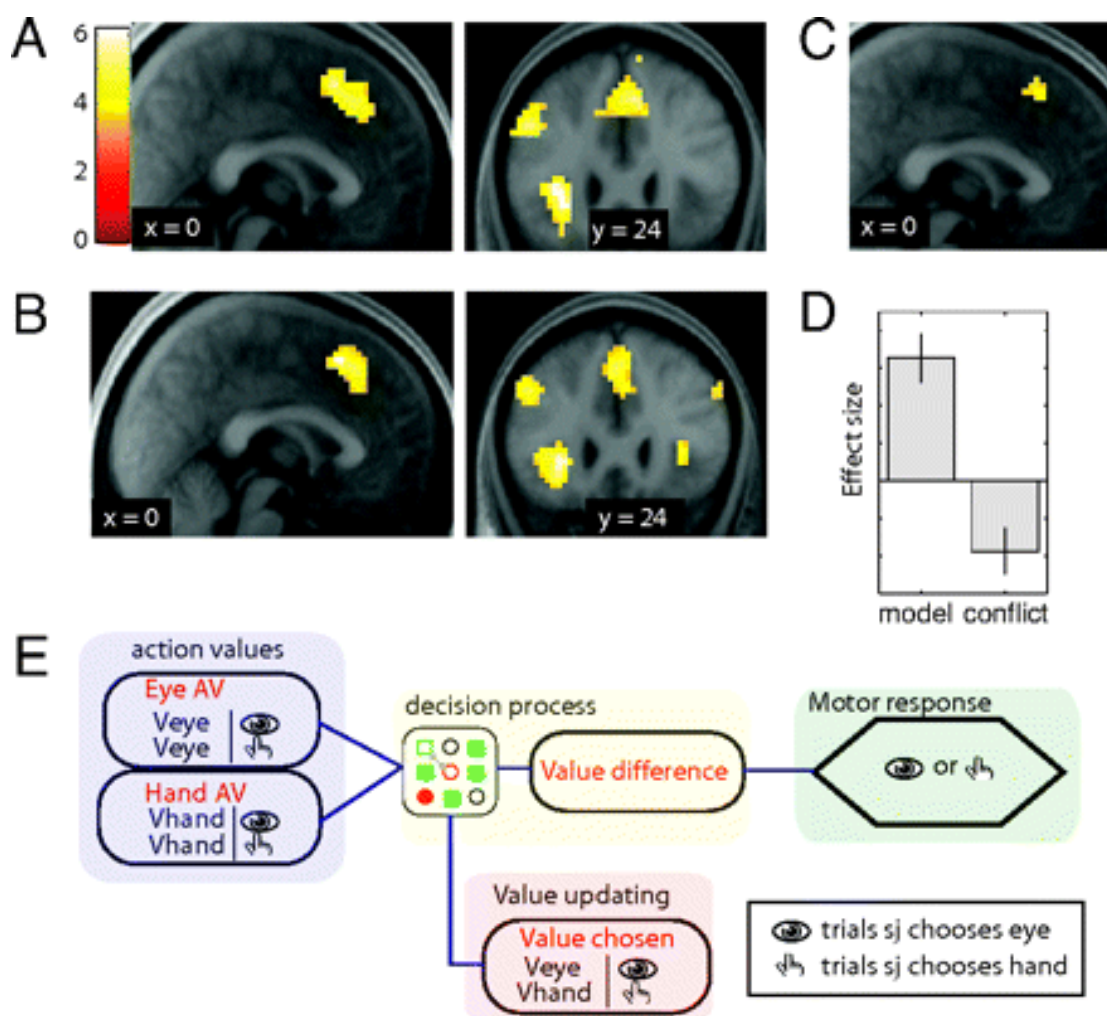 A
6
4
2
0
x = 0
y = 24
C
x = 0
B
x = 0
y = 24
D
Effect size
model conflict
E
action values
Eye AV
Veye
Veye
Hand AV
Vhand
Vhand
decision process
Value difference
Motor response
or
Value updating
Value chosen
Veye
Vhand
trials sj chooses eye
trials sj chooses hand